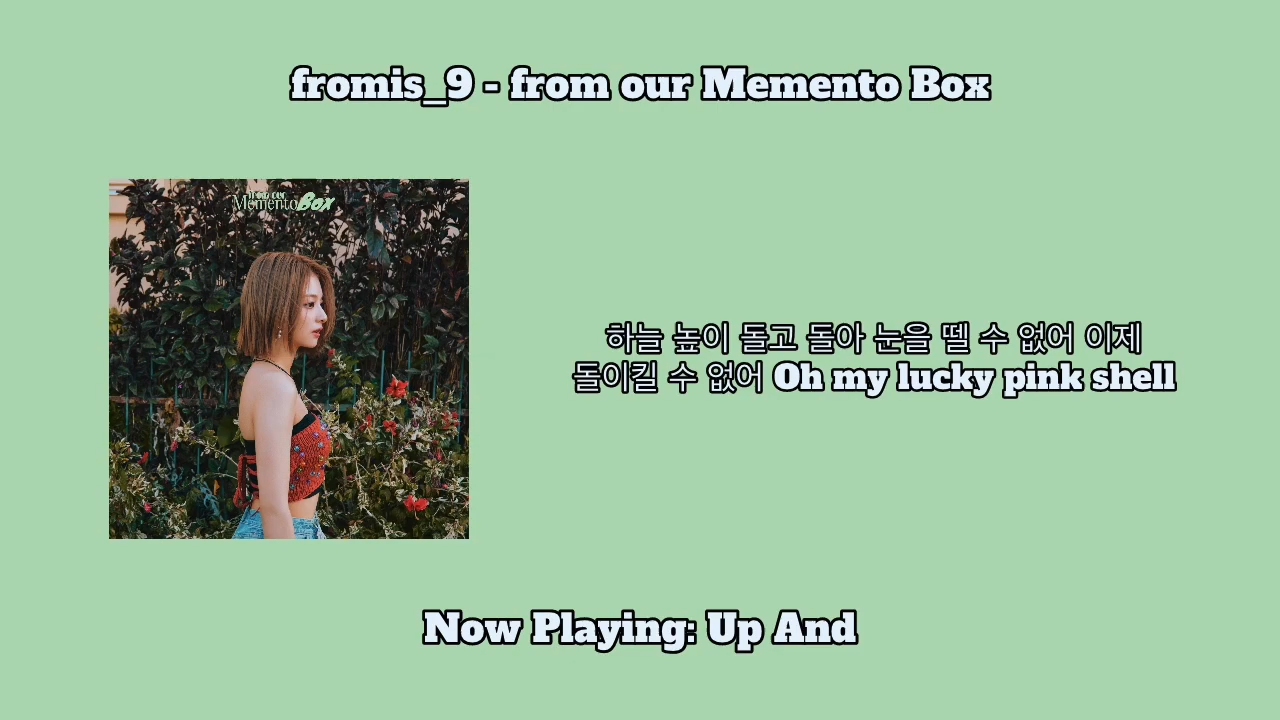 fromis_9 - from our Memento Box
from our
Memento Box
하늘 높이 돌고 돌아 눈을 뗄 수 없어 이제
돌이킬 수 없어 Oh my lucky pink shell
Now Playing: Up And